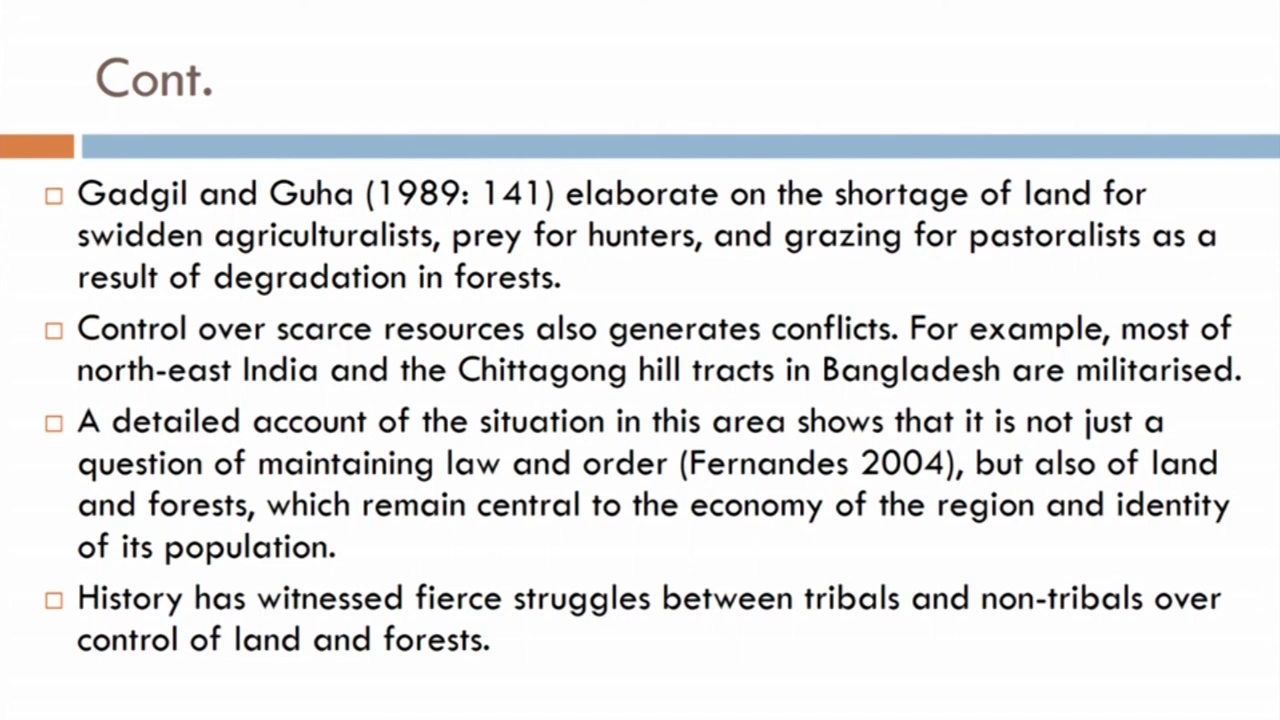 Cont.
Gadgil and Guha (1989: 141) elaborate on the shortage of land for
swidden agriculturalists, prey for hunters, and grazing for pastoralists as a
result of degradation in forests.
Control over scarce resources also generates conflicts. For example, most of
north-east India and the Chittagong hill tracts in Bangladesh are militarised.
A detailed account of the situation in this area shows that it is not just a
question of maintaining law and order (Fernandes 2004), but also of land
and forests, which remain central to the economy of the region and identity
of its population.
History has witnessed fierce struggles between tribals and non-tribals over
control of land and forests.